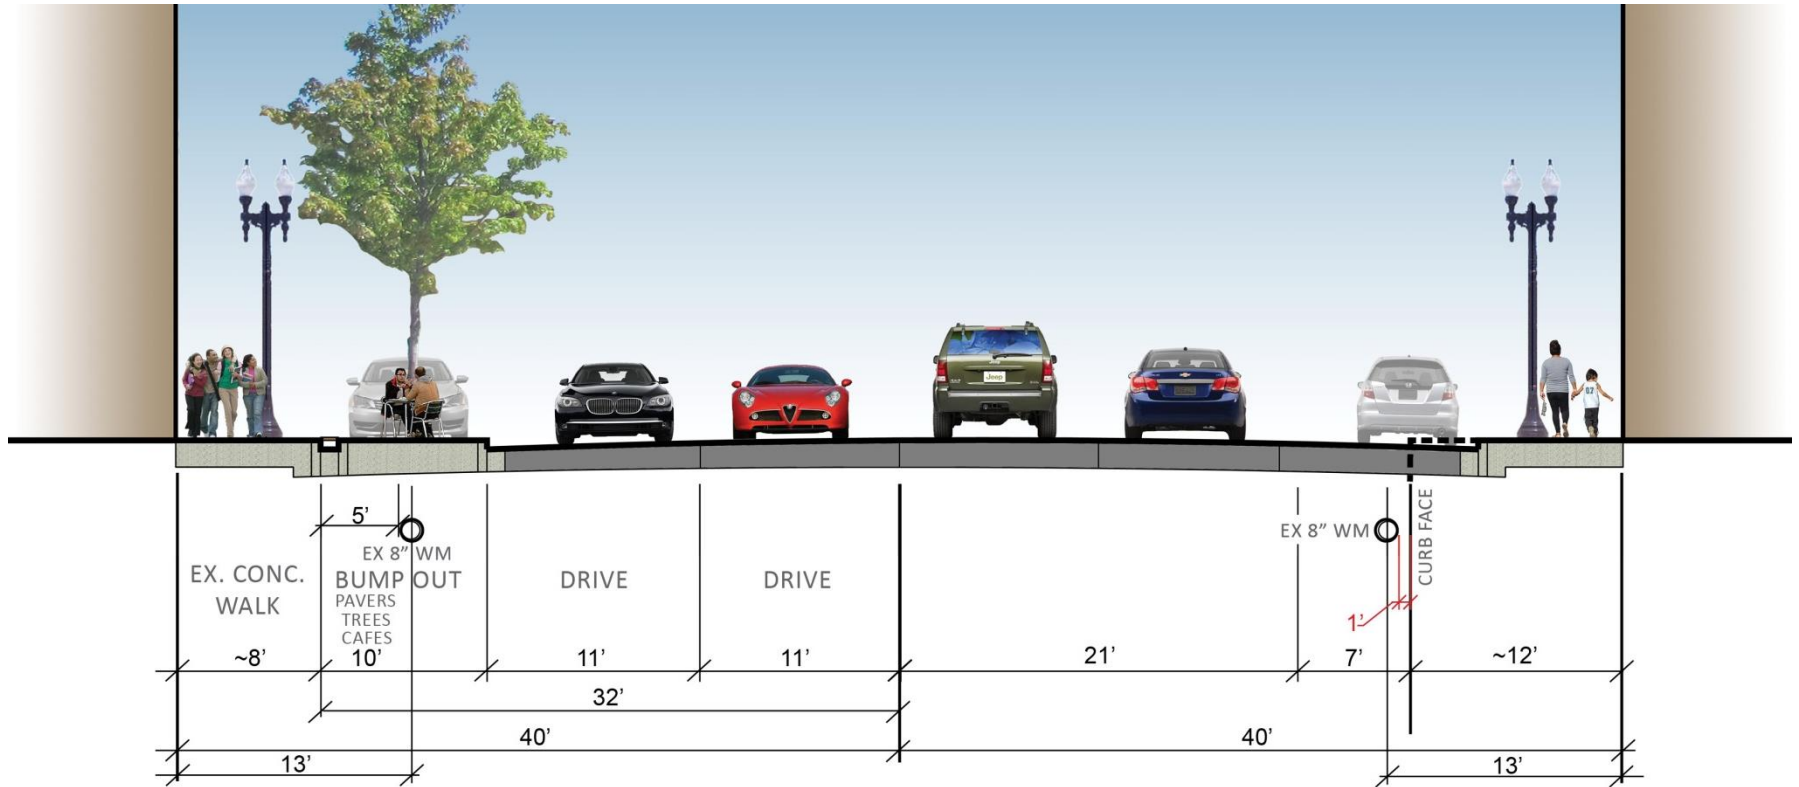 5’
EX 8” WM
EX 8” WM
CURB FACE
EX. CONC.
WALK
BUMP OUT
PAVERS
TREES
CAFES
DRIVE
DRIVE
1’
~8’
10’
11’
11’
21’
7’
~12’
32’
40’
40’
13’
13’
Jeep